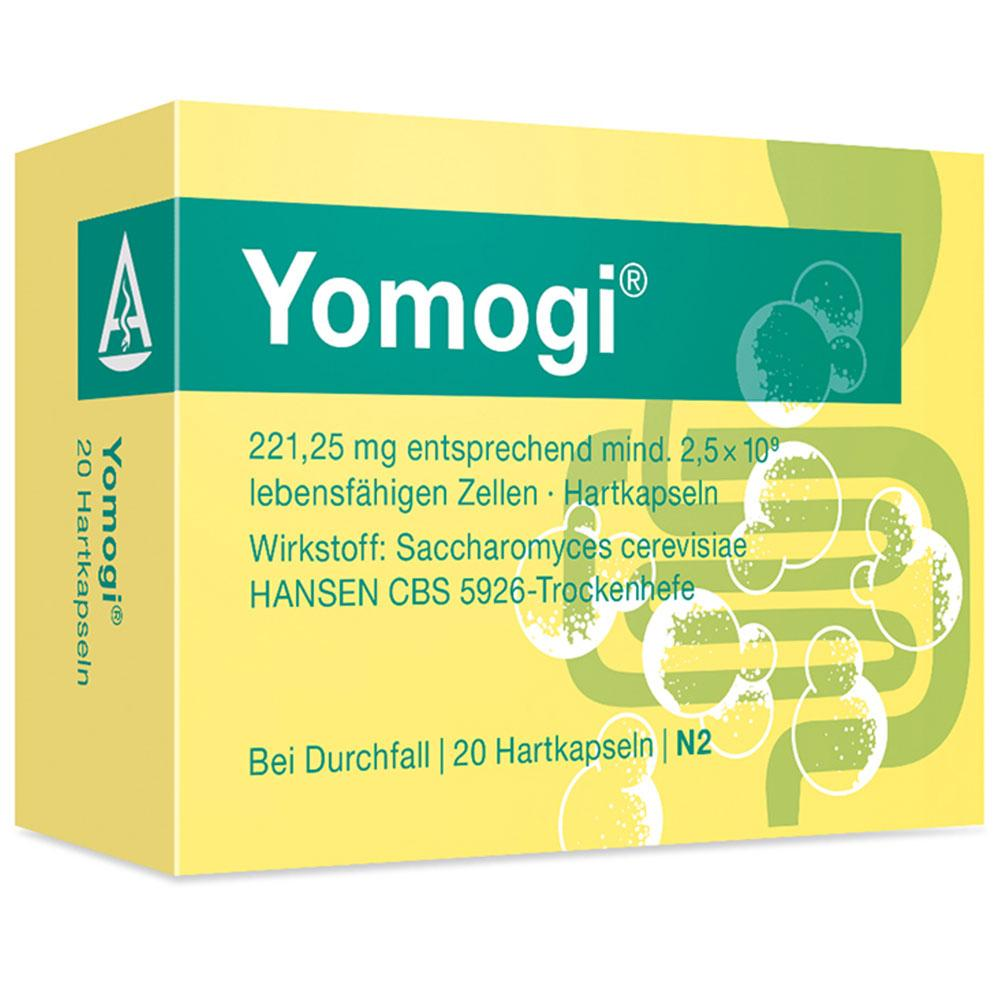 Yomogi®
221,25 mg entsprechend mind. 2,5 x 10⁹
lebensfähigen Zellen · Hartkapseln
Wirkstoff: Saccharomyces cerevisiae
HANSEN CBS 5926-Trockenhefe
Bei Durchfall | 20 Hartkapseln | N2
Yomogi®
20 Hartkapseln